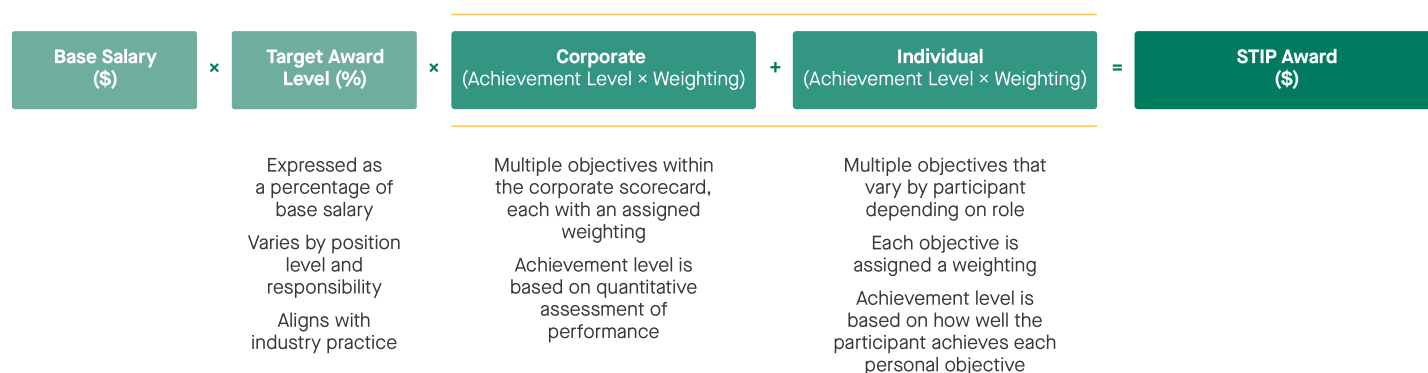 Base Salary
($)
×
Target Award
Level (%)
×
Corporate
(Achievement Level × Weighting)
+
Individual
(Achievement Level × Weighting)
=
STIP Award
($)
Expressed as
a percentage of
base salary
Varies by position
level and
responsibility
Aligns with
industry practice
Multiple objectives within
the corporate scorecard,
each with an assigned
weighting
Achievement level is
based on quantitative
assessment of
performance
Multiple objectives that
vary by participant
depending on role
Each objective is
assigned a weighting
Achievement level is
based on how well the
participant achieves each
personal objective